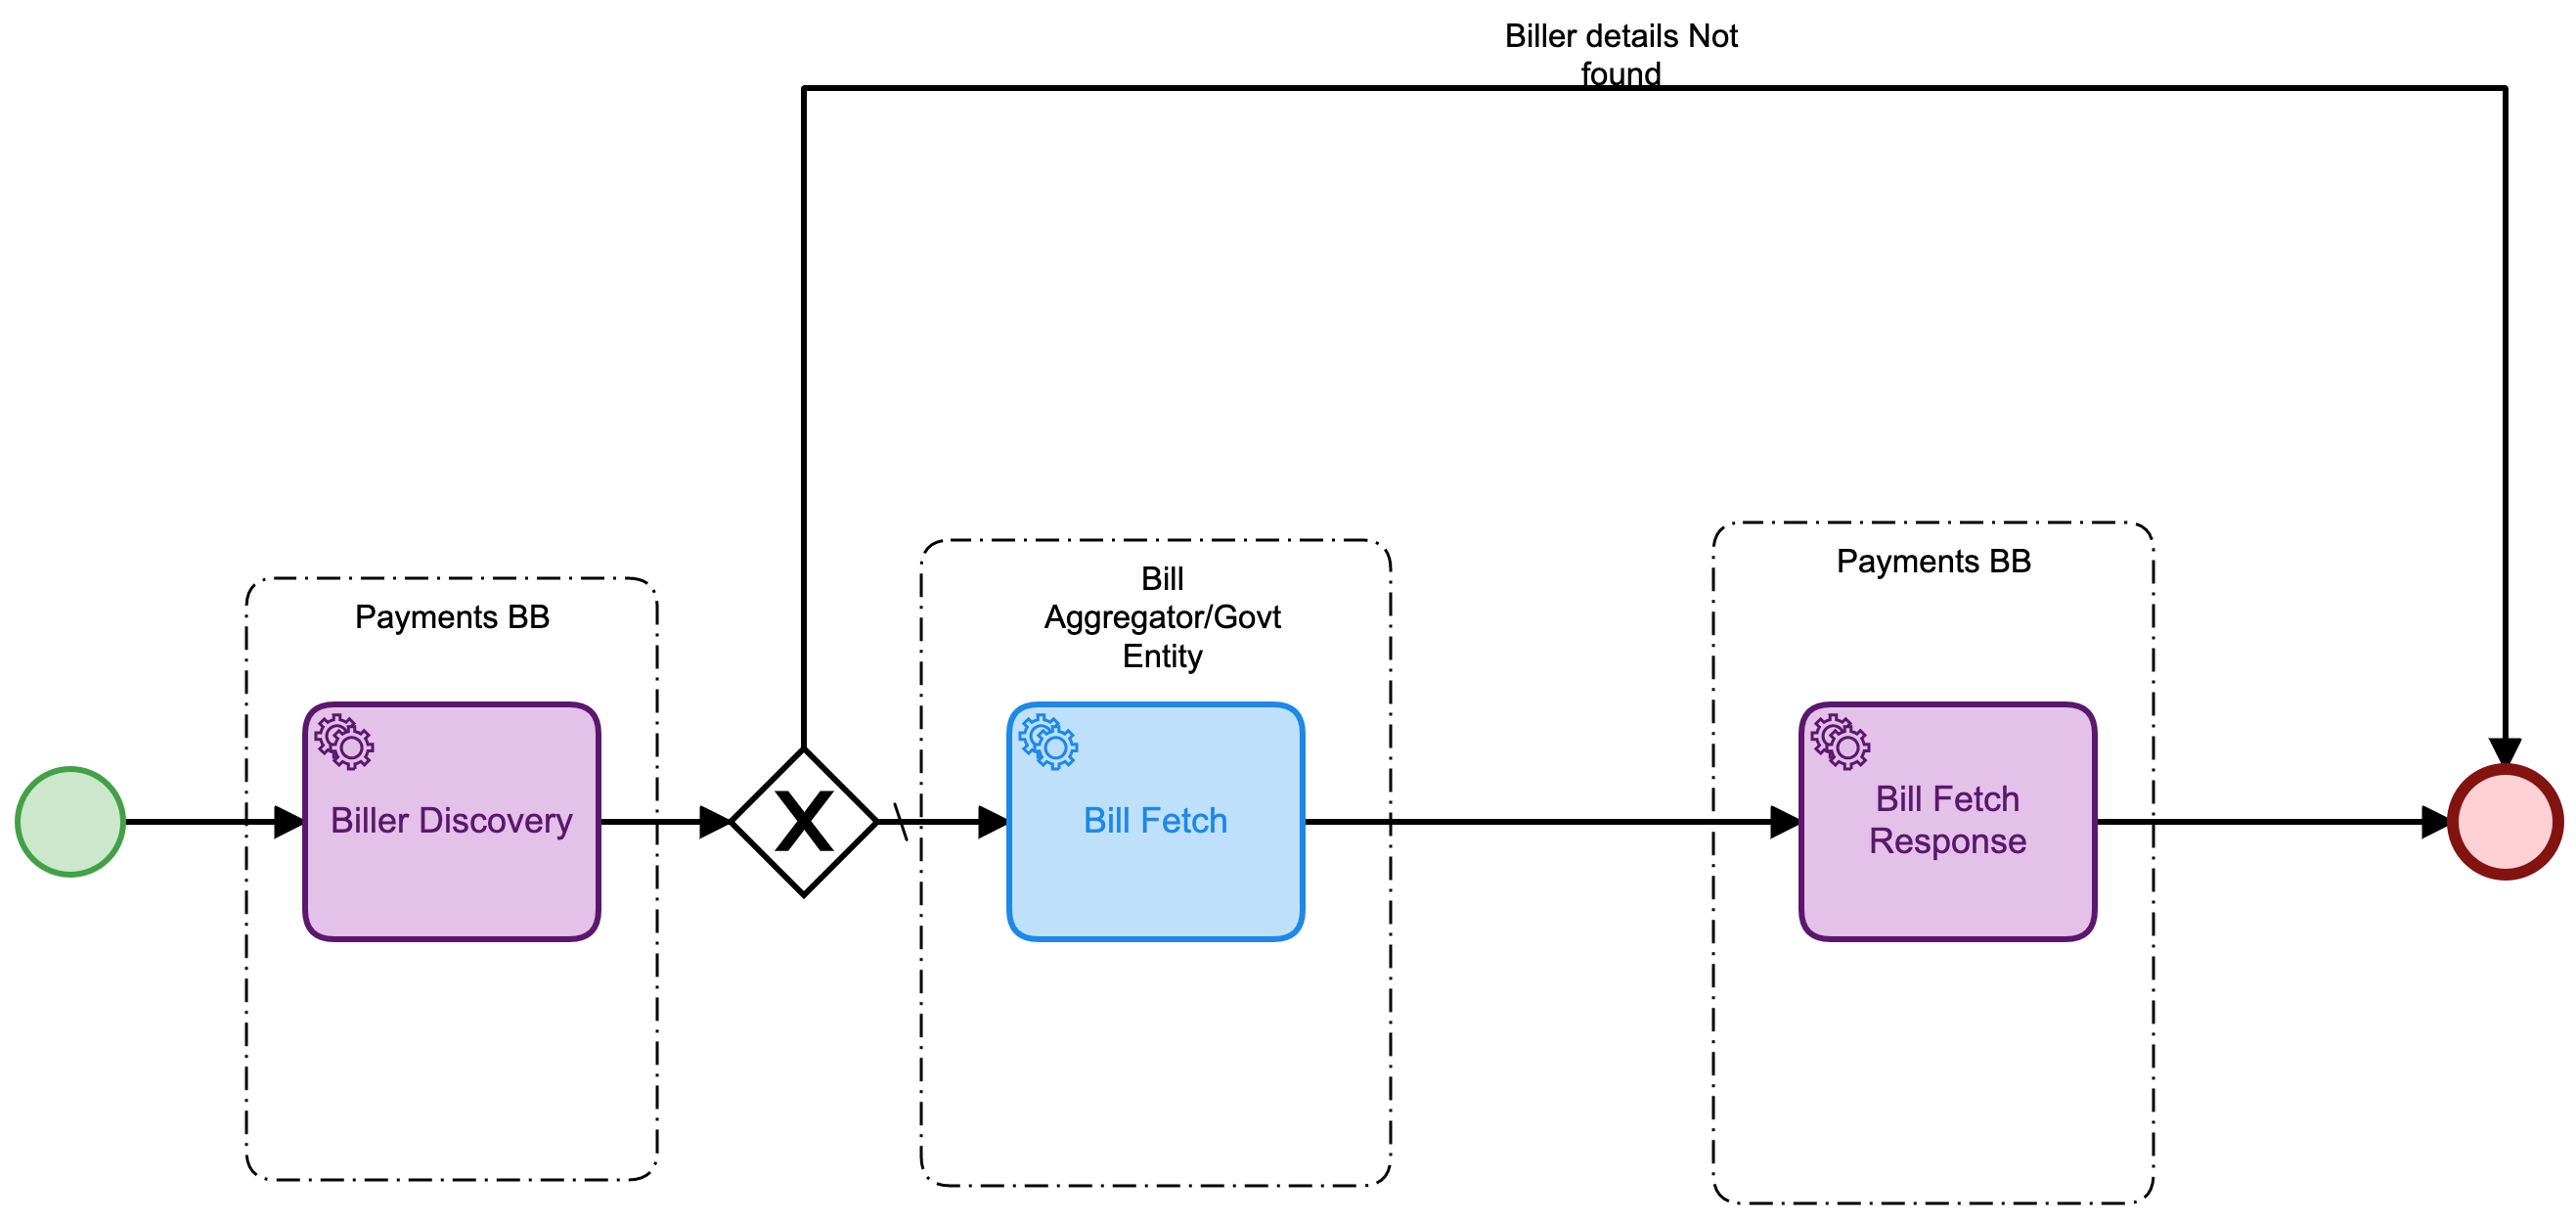 Biller details Not
found
Payments BB
Biller Discovery
X
Bill
Aggregator/Govt
Entity
Bill Fetch
Payments BB
Bill Fetch
Response